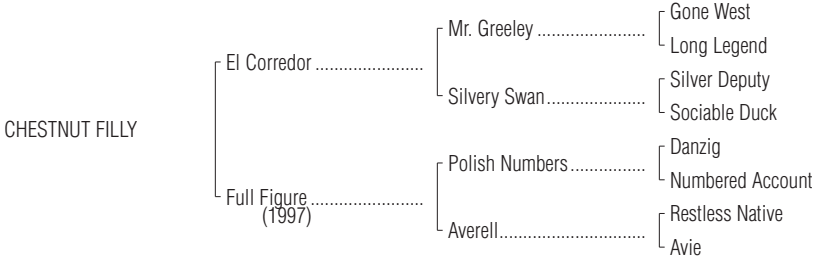 Gone West
Mr. Greeley .......................
Long Legend
El Corredor .......................
Silver Deputy
Silvery Swan.....................
Sociable Duck
CHESTNUT FILLY
Danzig
Polish Numbers ................
Numbered Account
Full Figure ........................
(1997)
Restless Native
Averell...............................
Avie